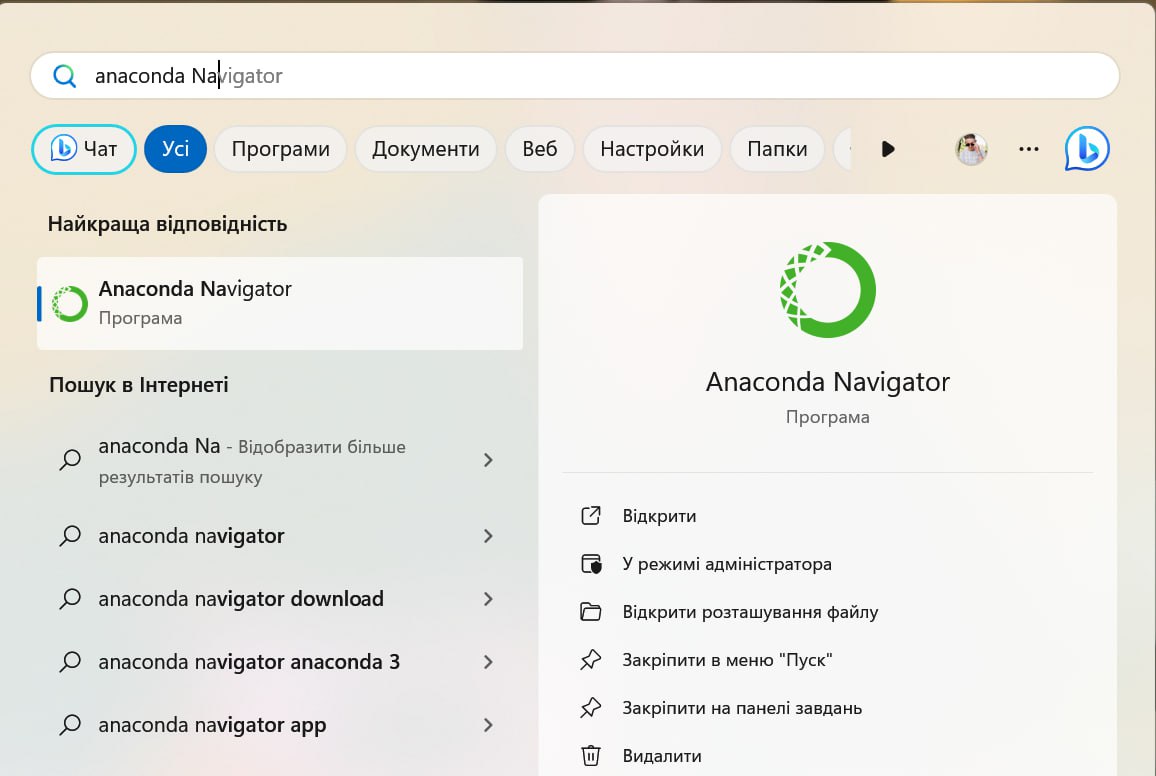 anaconda Navigator
Чат
Усі
Програми
Документи
Веб
Настройки
Папки
Найкраща відповідність
Anaconda Navigator
Програма
Пошук в Інтернеті
anaconda Na - Відобразити більше
результатів пошуку
anaconda navigator
anaconda navigator download
anaconda navigator anaconda 3
anaconda navigator app
Anaconda Navigator
Програма
Відкрити
У режимі адміністратора
Відкрити розташування файлу
Закріпити в меню "Пуск"
Закріпити на панелі завдань
Видалити